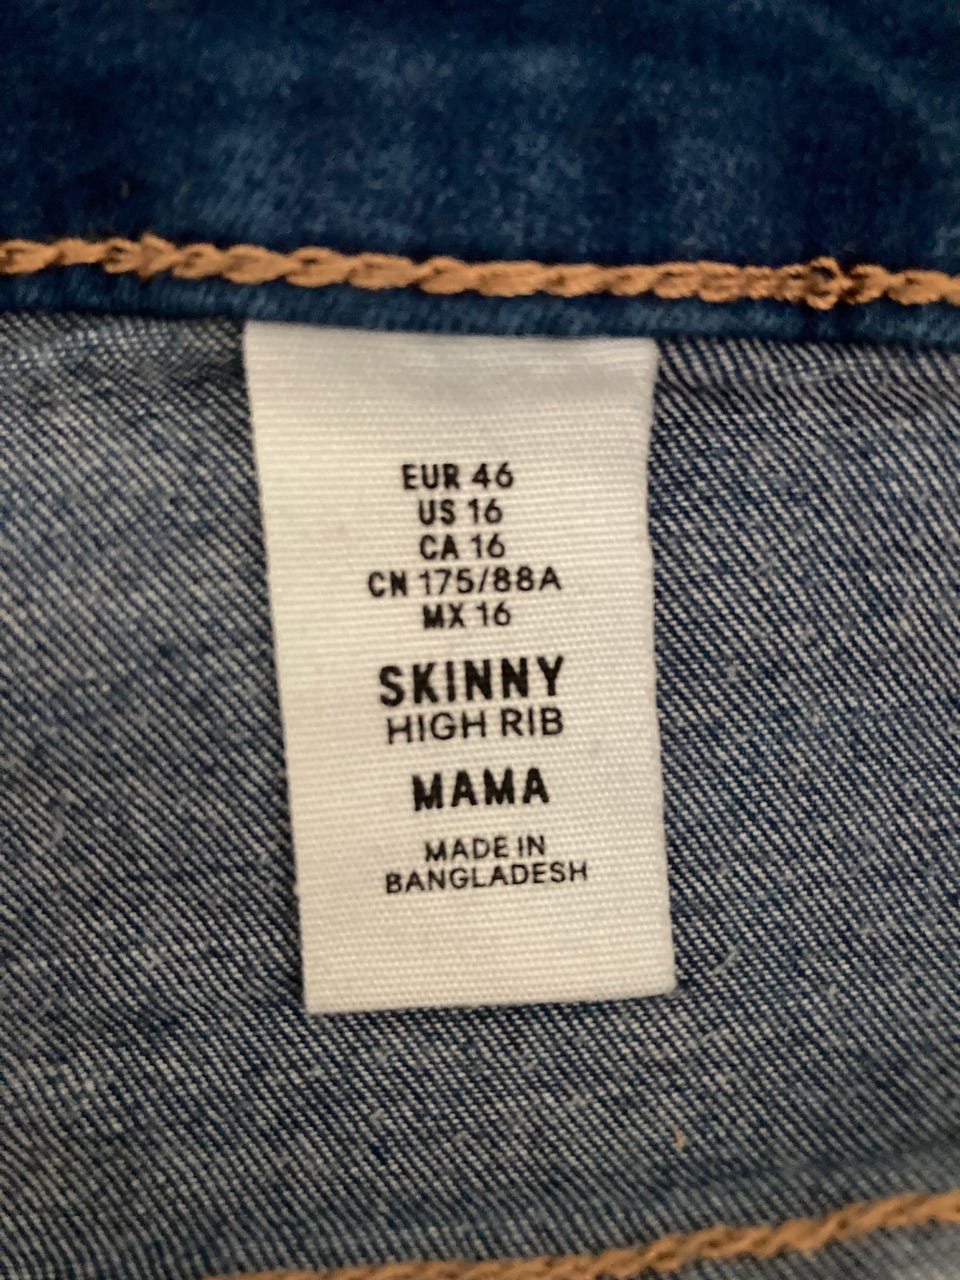 EUR 46
US 16
CA 16
CN 175/88A
MX 16
SKINNY
HIGH RIB
MAMA
MADE IN
BANGLADESH